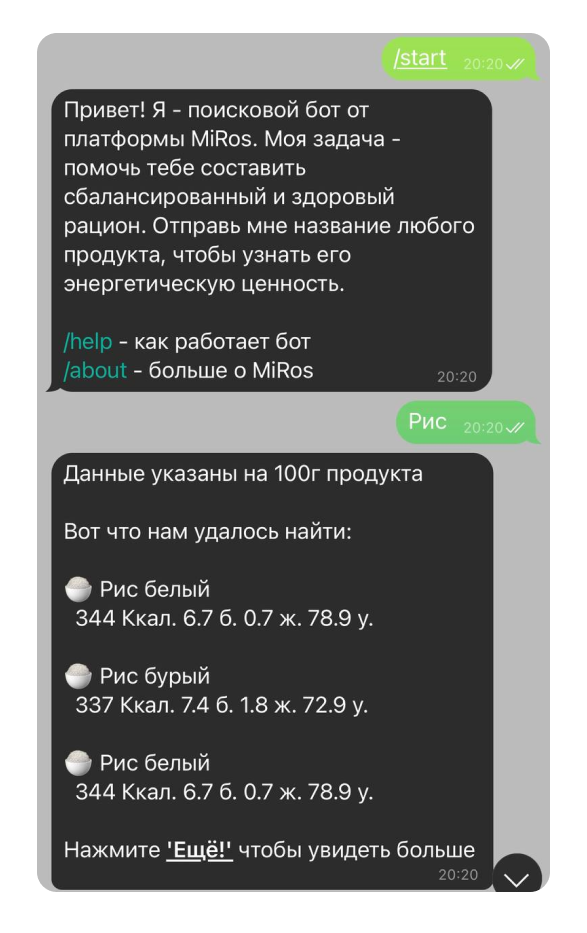 /start 20:20
Привет! Я - поисковой бот от
платформы MiRos. Моя задача -
помочь тебе составить
сбалансированный и здоровый
рацион. Отправь мне название любого
продукта, чтобы узнать его
энергетическую ценность.
/help - как работает бот
/about - больше о MiRos 20:20
Рис 20:20
Данные указаны на 100г продукта
Вот что нам удалось найти:
🍚 Рис белый
344 Ккал. 6.7 б. 0.7 ж. 78.9 у.
🍚 Рис бурый
337 Ккал. 7.4 б. 1.8 ж. 72.9 у.
🍚 Рис белый
344 Ккал. 6.7 б. 0.7 ж. 78.9 у.
Нажмите 'Ещё!' чтобы увидеть больше
20:20